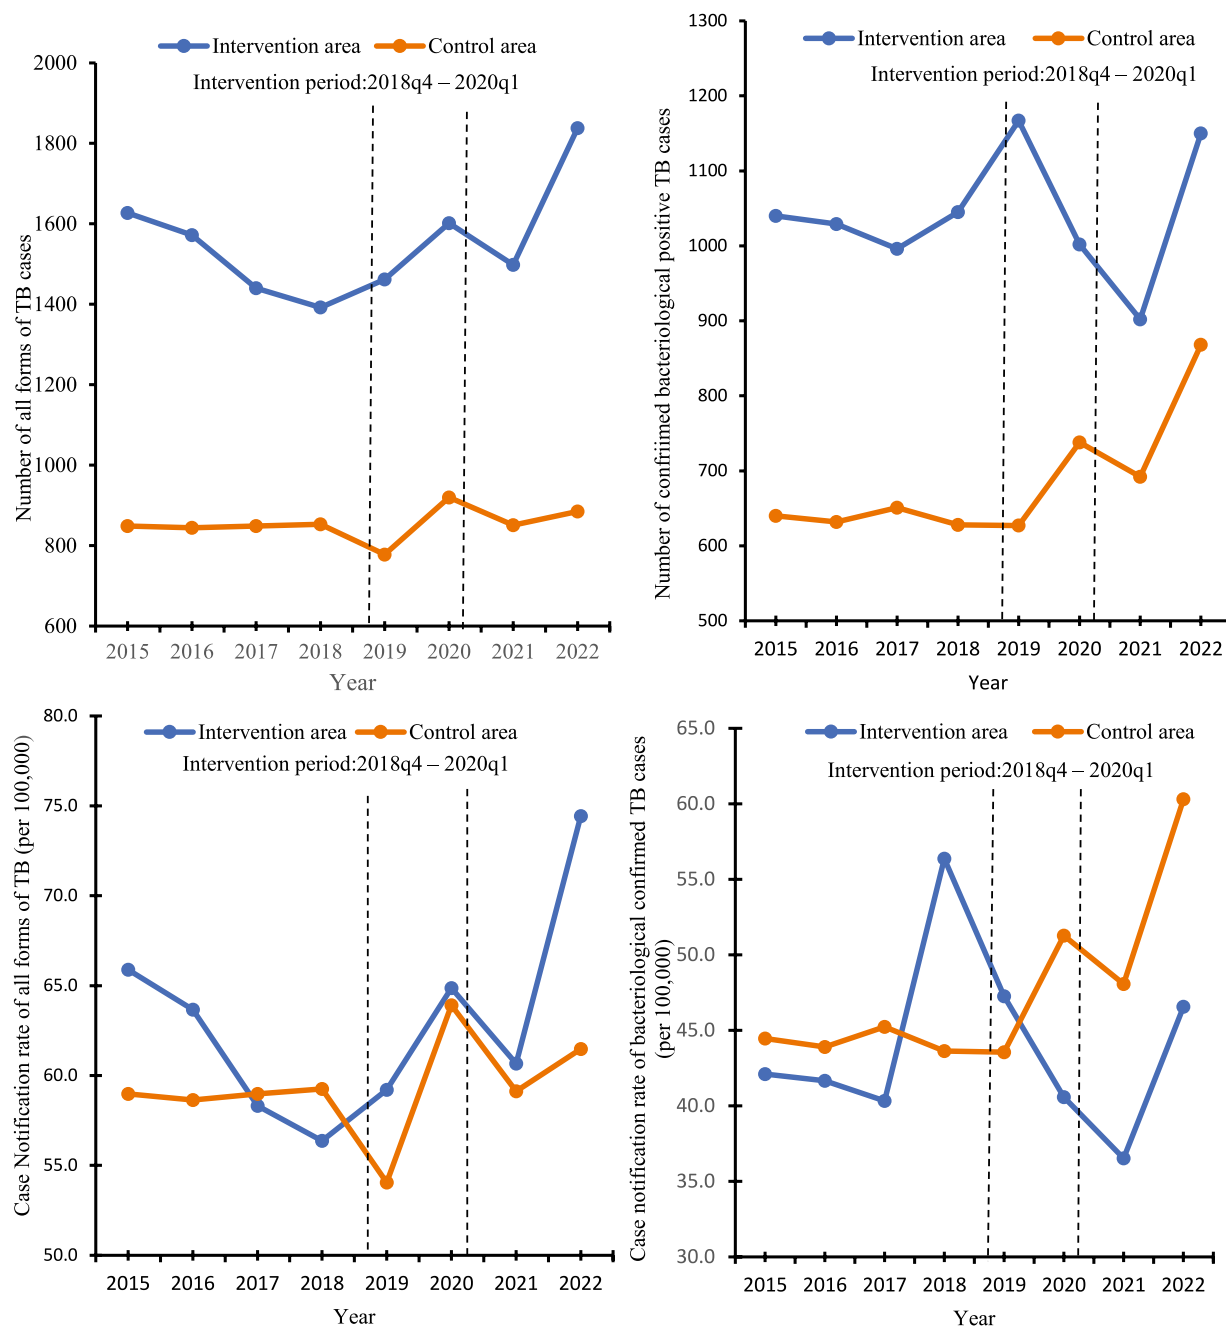 Intervention area
Control area
Intervention period:2018q4 – 2020q1
Number of all forms of TB cases
2000
1800
1600
1400
1200
1000
800
600
2015 2016 2017 2018 2019 2020 2021 2022
Year
Intervention area
Control area
Intervention period:2018q4 – 2020q1
Number of confriimed bacteriological positive TB cases
1300
1200
1100
1000
900
800
700
600
500
2015 2016 2017 2018 2019 2020 2021 2022
Year
Intervention area
Control area
Intervention period:2018q4 – 2020q1
Case Notification rate of all forms of TB (per 100,000)
80.0
75.0
70.0
65.0
60.0
55.0
50.0
2015 2016 2017 2018 2019 2020 2021 2022
Year
Intervention area
Control area
Intervention period:2018q4 – 2020q1
Case notification rate of bacteriological confirmed TB cases
(per 100,000)
65.0
60.0
55.0
50.0
45.0
40.0
35.0
30.0
2015 2016 2017 2018 2019 2020 2021 2022
Year